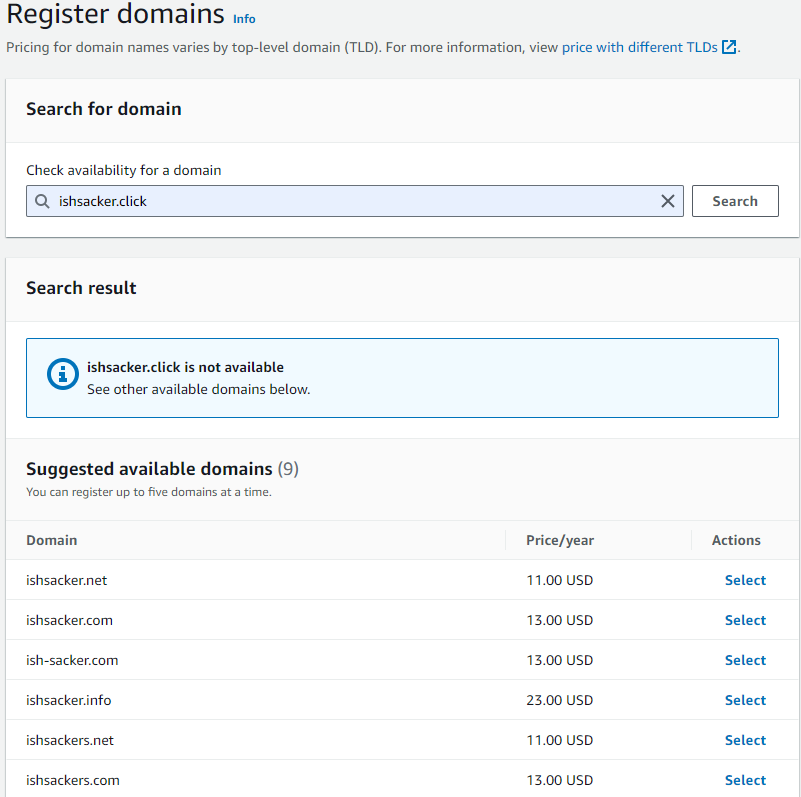 Register domains Info
Pricing for domain names varies by top-level domain (TLD). For more information, view price with different TLDs.
Search for domain
Check availability for a domain
ishsacker.click
Search
Search result
ishsacker.click is not available
See other available domains below.
Suggested available domains (9)
You can register up to five domains at a time.
Domain Price/year Actions
ishsacker.net 11.00 USD Select
ishsacker.com 13.00 USD Select
ish-sacker.com 13.00 USD Select
ishsacker.info 23.00 USD Select
ishsackers.net 11.00 USD Select
ishsackers.com 13.00 USD Select